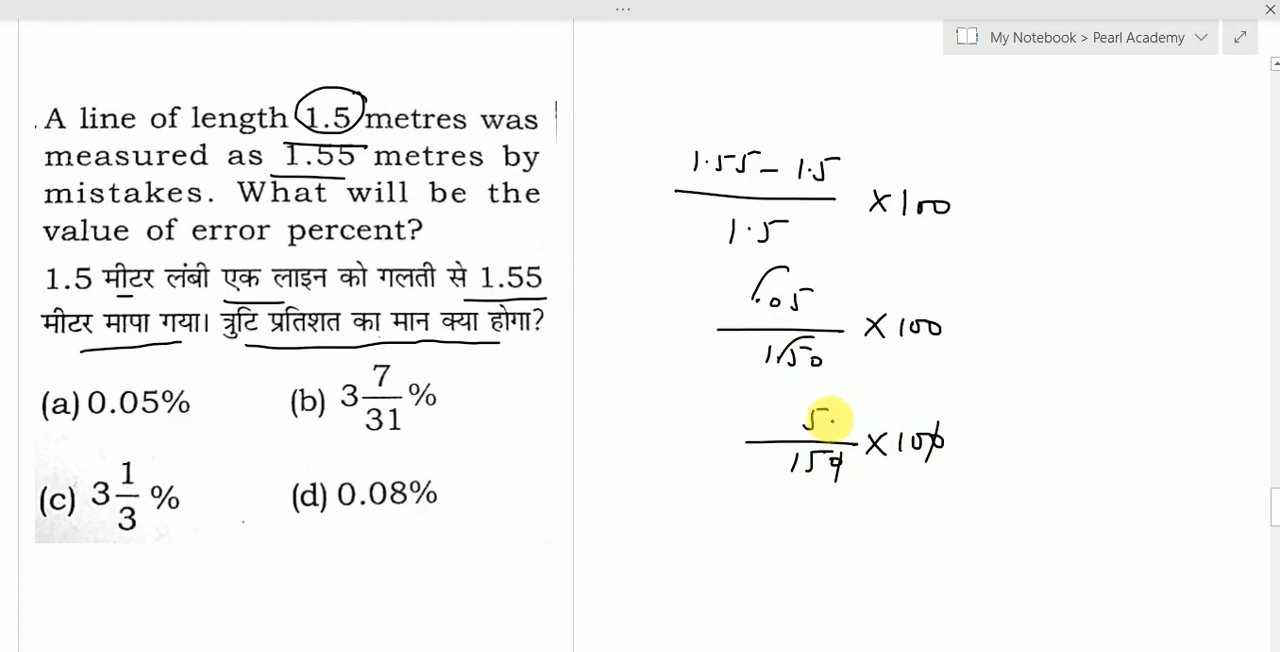 My Notebook > Pearl Academy
.A line of length 1.5 metres was
measured as 1.55 metres by
mistakes. What will be the
value of error percent?
1.5 मीटर लंबी एक लाइन को गलती से 1.55
मीटर मापा गया। त्रुटि प्रतिशत का मान क्या होगा?
(a) 0.05% (b) 3 7/31 %
(c) 3 1/3 % (d) 0.08%
1.55 - 1.5
1.5
× 100
.05
1.50
× 100
5
150
× 100